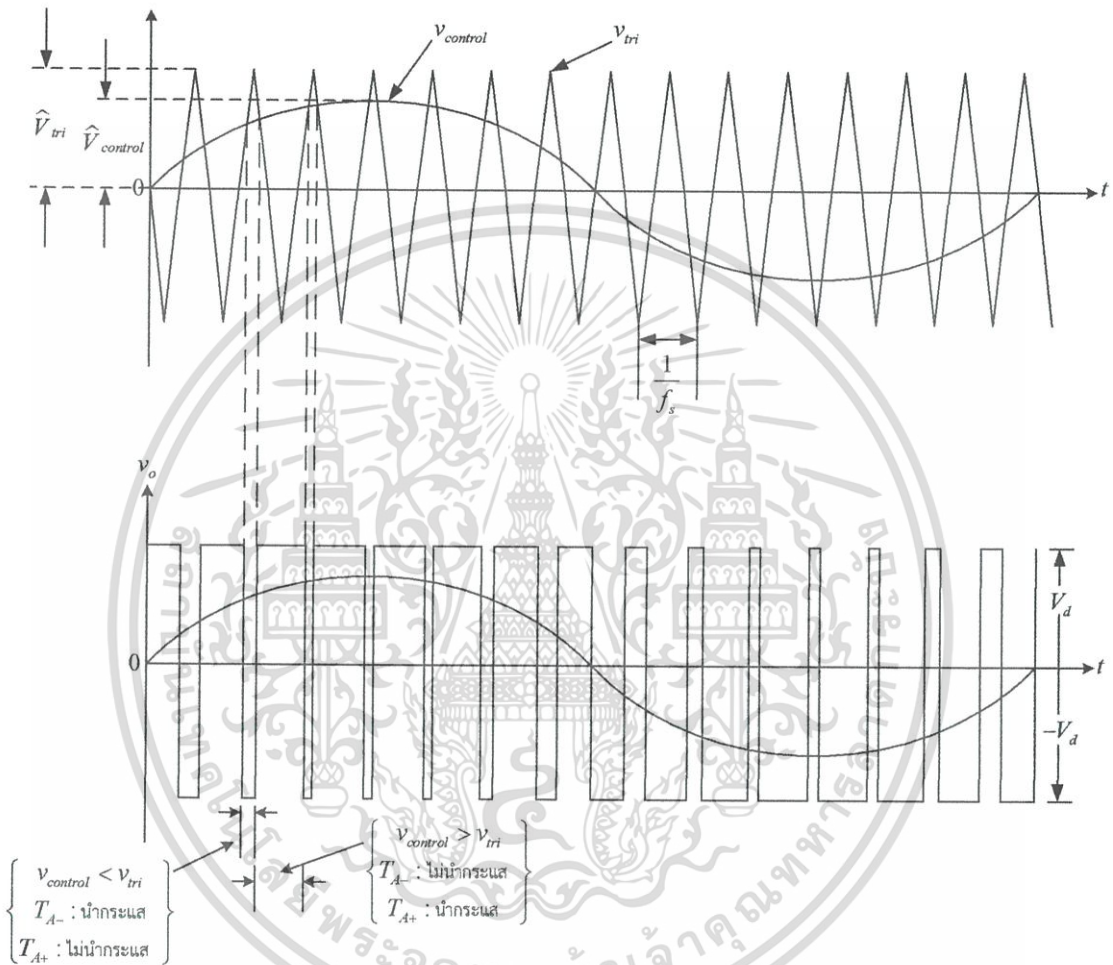 v_control
v_tri
V̂_tri
V̂_control
0
t
1/f_s
v_o
0
t
V_d
-V_d
v_control < v_tri
T_A- : นำกระแส
T_A+ : ไม่นำกระแส
v_control > v_tri
T_A- : ไม่นำกระแส
T_A+ : นำกระแส